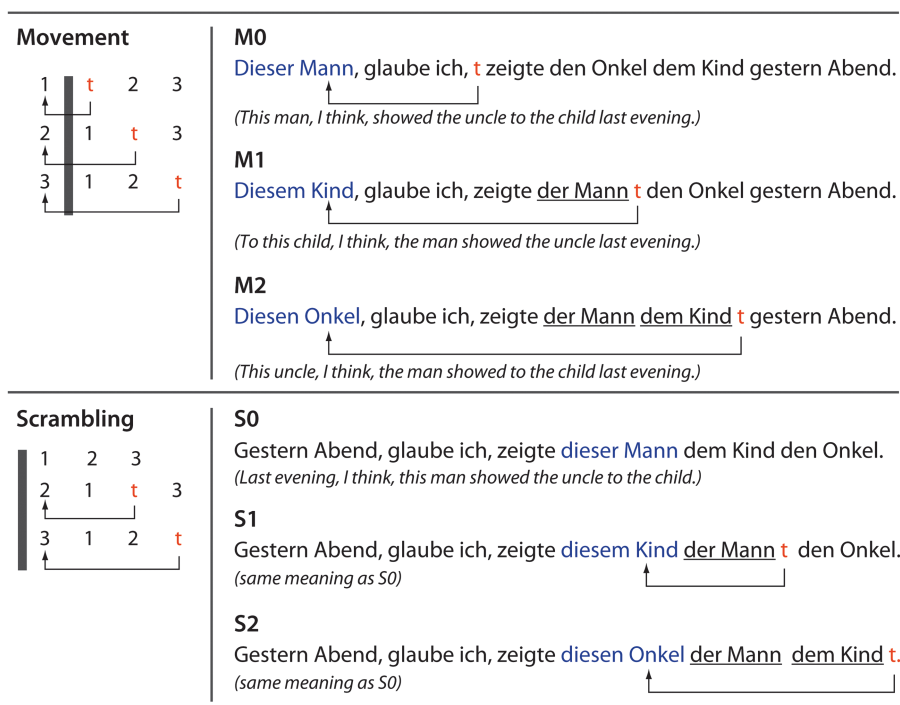 Movement
1 t 2 3
2 1 t 3
3 1 2 t
M0
Dieser Mann, glaube ich, t zeigte den Onkel dem Kind gestern Abend.
(This man, I think, showed the uncle to the child last evening.)
M1
Diesem Kind, glaube ich, zeigte der Mann t den Onkel gestern Abend.
(To this child, I think, the man showed the uncle last evening.)
M2
Diesen Onkel, glaube ich, zeigte der Mann dem Kind t gestern Abend.
(This uncle, I think, the man showed to the child last evening.)
Scrambling
1 2 3
2 1 t 3
3 1 2 t
S0
Gestern Abend, glaube ich, zeigte dieser Mann dem Kind den Onkel.
(Last evening, I think, this man showed the uncle to the child.)
S1
Gestern Abend, glaube ich, zeigte diesem Kind der Mann t den Onkel.
(same meaning as S0)
S2
Gestern Abend, glaube ich, zeigte diesen Onkel der Mann dem Kind t.
(same meaning as S0)